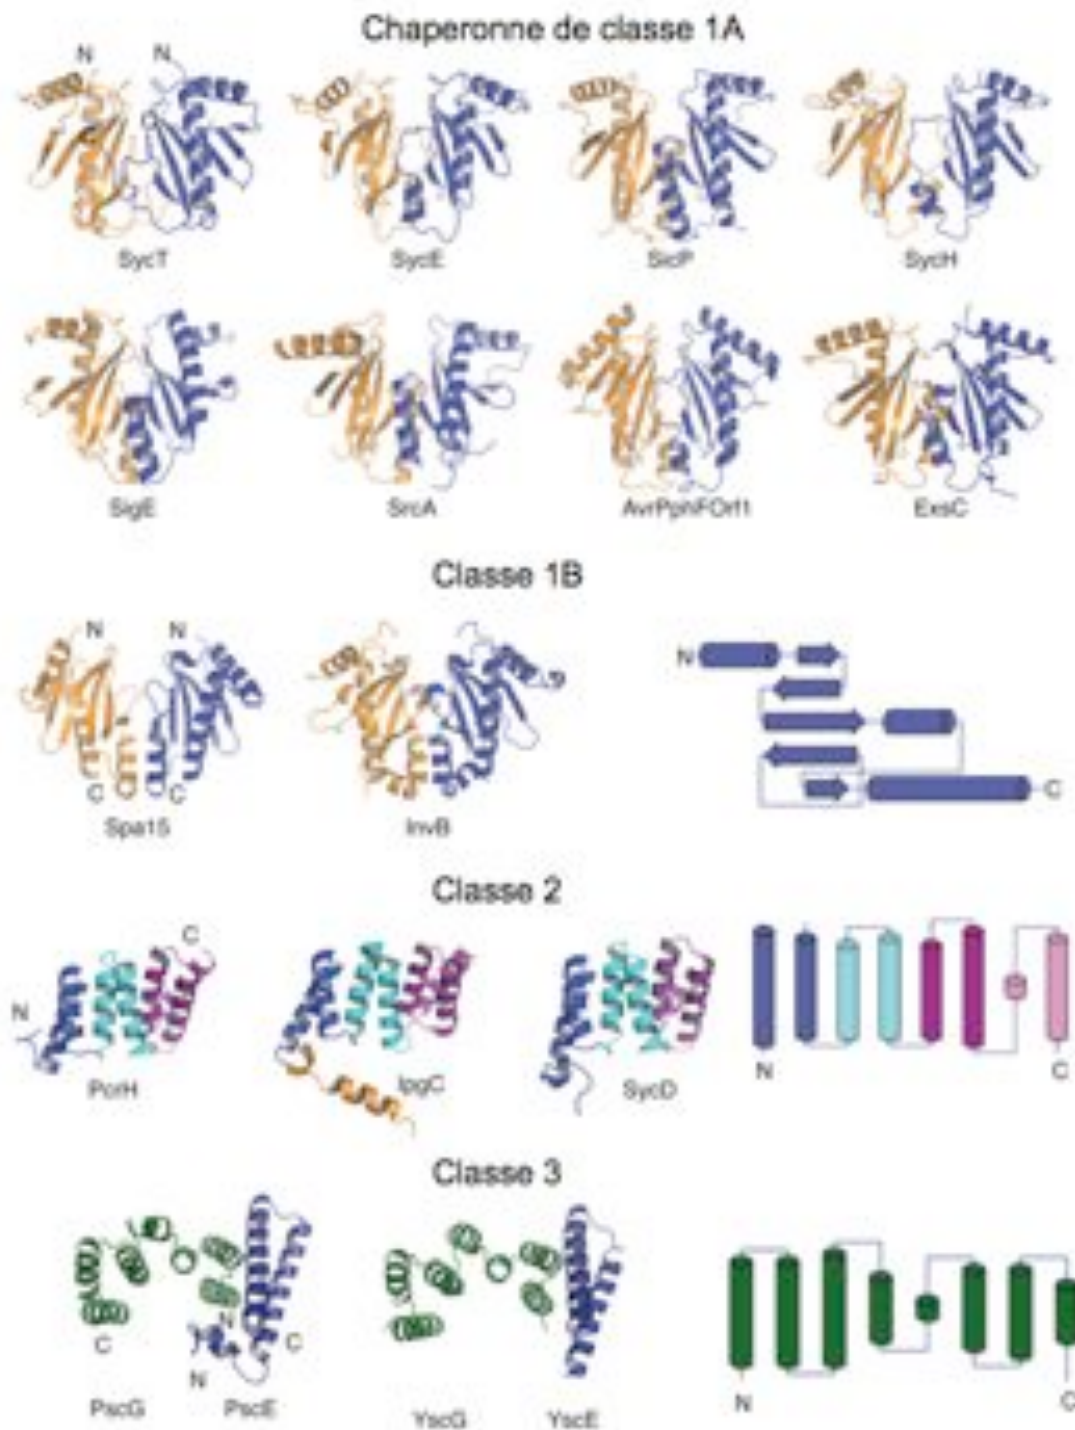 Chaperonne de classe 1A
N N
SycT SycE SicP SycH
SigE SrcA AvrPphFOrf1 ExsC
Classe 1B
N N N
C C C
Spa15 InvB
Classe 2
C
N
PcrH IpgC SycD
N C
Classe 3
N
C C
N
N C
PscG PscE YscG YscE